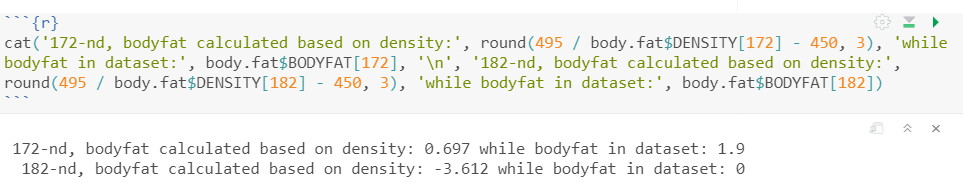 ```{r}
cat('172-nd, bodyfat calculated based on density:', round(495 / body.fat$DENSITY[172] - 450, 3), 'while
bodyfat in dataset:', body.fat$BODYFAT[172], '\n', '182-nd, bodyfat calculated based on density:',
round(495 / body.fat$DENSITY[182] - 450, 3), 'while bodyfat in dataset:', body.fat$BODYFAT[182])
```
172-nd, bodyfat calculated based on density: 0.697 while bodyfat in dataset: 1.9
182-nd, bodyfat calculated based on density: -3.612 while bodyfat in dataset: 0